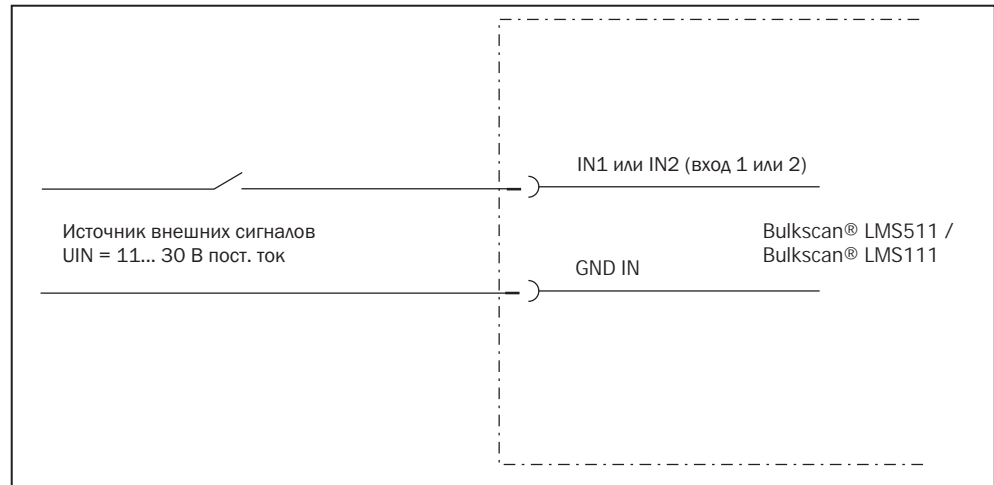 IN1 или IN2 (вход 1 или 2)
Источник внешних сигналов
UIN = 11... 30 В пост. ток
Bulkscan® LMS511 /
Bulkscan® LMS111
GND IN